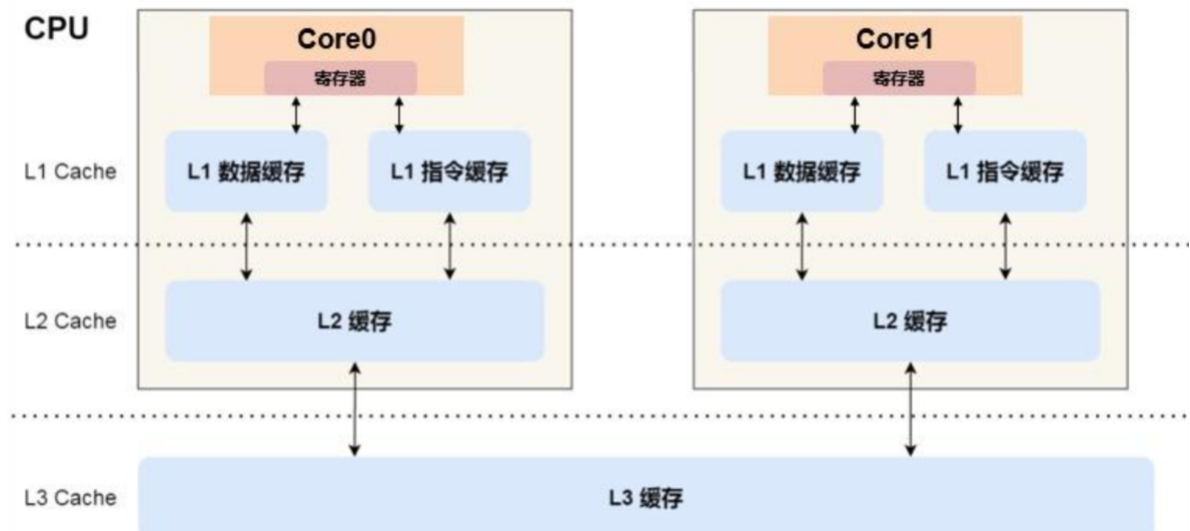 CPU
Core0
Core1
寄存器
寄存器
L1 Cache
L1 数据缓存
L1 指令缓存
L1 数据缓存
L1 指令缓存
L2 Cache
L2 缓存
L2 缓存
L3 Cache
L3 缓存